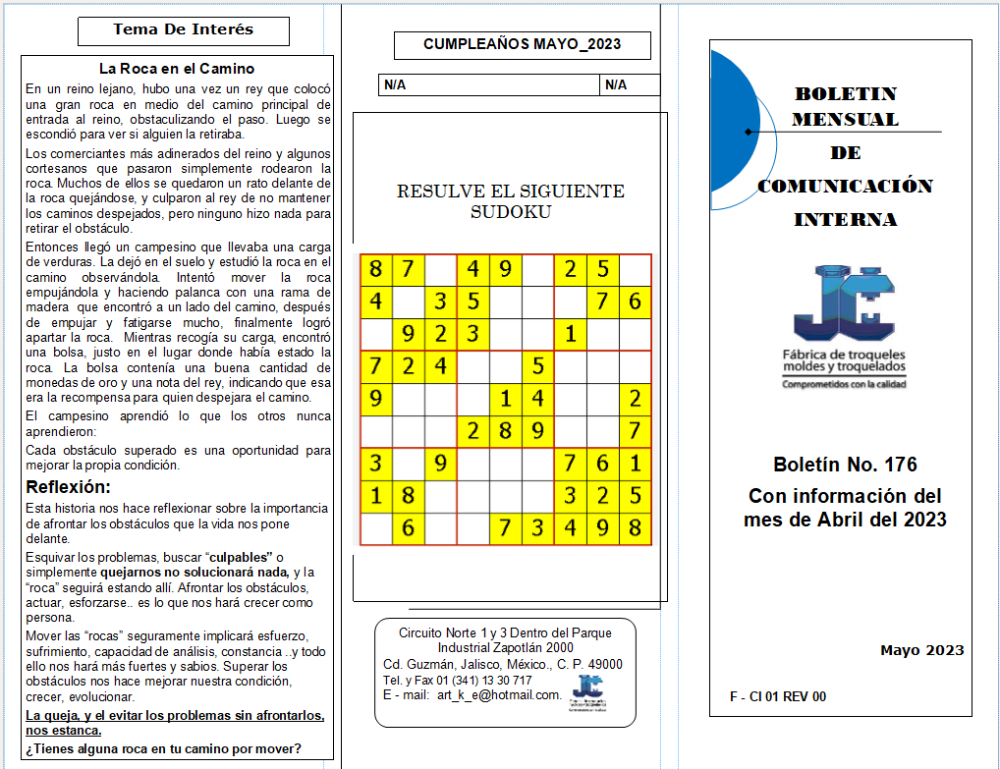 Tema De Interés
La Roca en el Camino
En un reino lejano, hubo una vez un rey que colocó
una gran roca en medio del camino principal de
entrada al reino, obstaculizando el paso. Luego se
escondió para ver si alguien la retiraba.
Los comerciantes más adinerados del reino y algunos
cortesanos que pasaron simplemente rodearon la
roca. Muchos de ellos se quedaron un rato delante de
la roca quejándose, y culparon al rey de no mantener
los caminos despejados, pero ninguno hizo nada para
retirar el obstáculo.
Entonces llegó un campesino que llevaba una carga
de verduras. La dejó en el suelo y estudió la roca en el
camino observándola. Intentó mover la roca
empujándola y haciendo palanca con una rama de
madera que encontró a un lado del camino, después
de empujar y fatigarse mucho, finalmente logró
apartar la roca. Mientras recogía su carga, encontró
una bolsa, justo en el lugar donde había estado la
roca. La bolsa contenía una buena cantidad de
monedas de oro y una nota del rey, indicando que esa
era la recompensa para quien despejara el camino.
El campesino aprendió lo que los otros nunca
aprendieron:
Cada obstáculo superado es una oportunidad para
mejorar la propia condición.
Reflexión:
Esta historia nos hace reflexionar sobre la importancia
de afrontar los obstáculos que la vida nos pone
delante.
Esquivar los problemas, buscar “culpables” o
simplemente quejarnos no solucionará nada, y la
“roca” seguirá estando allí. Afrontar los obstáculos,
actuar, esforzarse.. es lo que nos hará crecer como
persona.
Mover las “rocas” seguramente implicará esfuerzo,
sufrimiento, capacidad de análisis, constancia ..y todo
ello nos hará más fuertes y sabios. Superar los
obstáculos nos hace mejorar nuestra condición,
crecer, evolucionar.
La queja, y el evitar los problemas sin afrontarlos,
nos estanca.
¿Tienes alguna roca en tu camino por mover?
CUMPLEAÑOS MAYO_2023
N/A N/A
RESULVE EL SIGUIENTE
SUDOKU
8 7 4 9 2 5
4 3 5 7 6
9 2 3 1
7 2 4 5
9 1 4 2
2 8 9 7
3 9 7 6 1
1 8 3 2 5
6 7 3 4 9 8
Circuito Norte 1 y 3 Dentro del Parque
Industrial Zapotlán 2000
Cd. Guzmán, Jalisco, México., C. P. 49000
Tel. y Fax 01 (341) 13 30 717
E - mail: art_k_e@hotmail.com.
BOLETIN
MENSUAL
DE
COMUNICACIÓN
INTERNA
Fábrica de troqueles
moldes y troquelados
Comprometidos con la calidad
Boletín No. 176
Con información del
mes de Abril del 2023
Mayo 2023
F - CI 01 REV 00